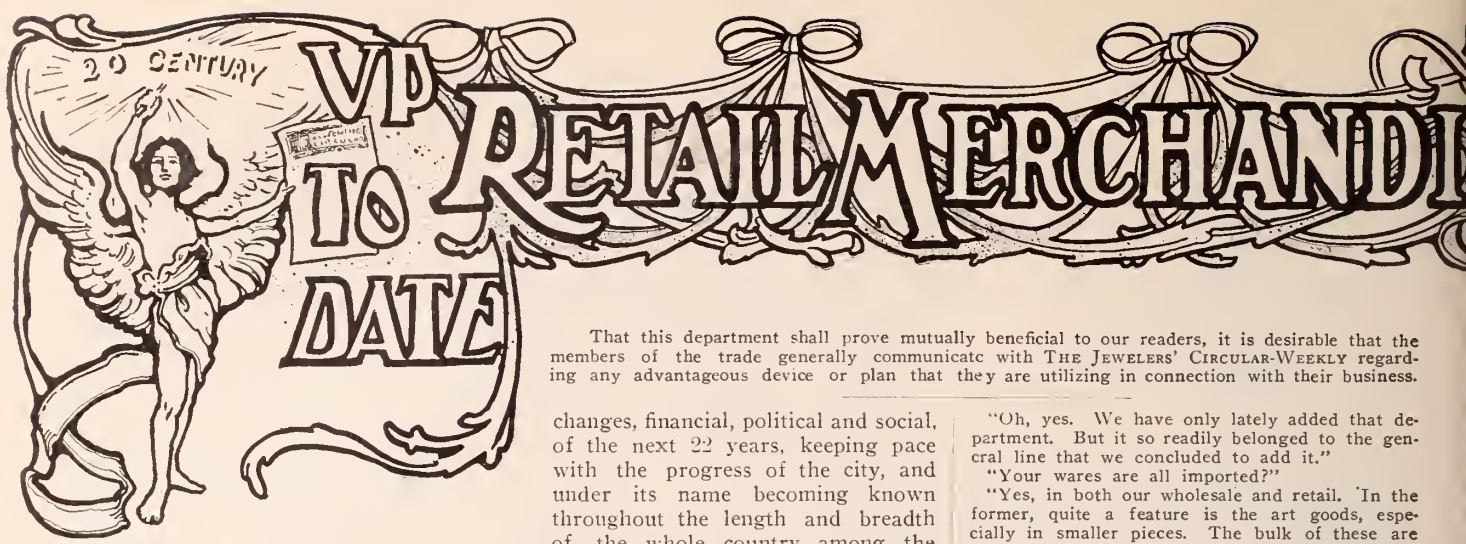 20 CENTURY
UP
TO
DATE
RETAIL MERCHANDI
That this department shall prove mutually beneficial to our readers, it is desirable that the
members of the trade generally communicate with THE JEWELERS' CIRCULAR-WEEKLY regard-
ing any advantageous device or plan that they are utilizing in connection with their business.
changes, financial, political and social,
of the next 22 years, keeping pace
with the progress of the city, and
under its name becoming known
throughout the length and breadth
of the whole country among the
"Oh, yes. We have only lately added that de-
partment. But it so readily belonged to the gen-
eral line that we concluded to add it."
"Your wares are all imported?"
"Yes, in both our wholesale and retail. In the
former, quite a feature is the art goods, espe-
cially in smaller pieces. The bulk of these are